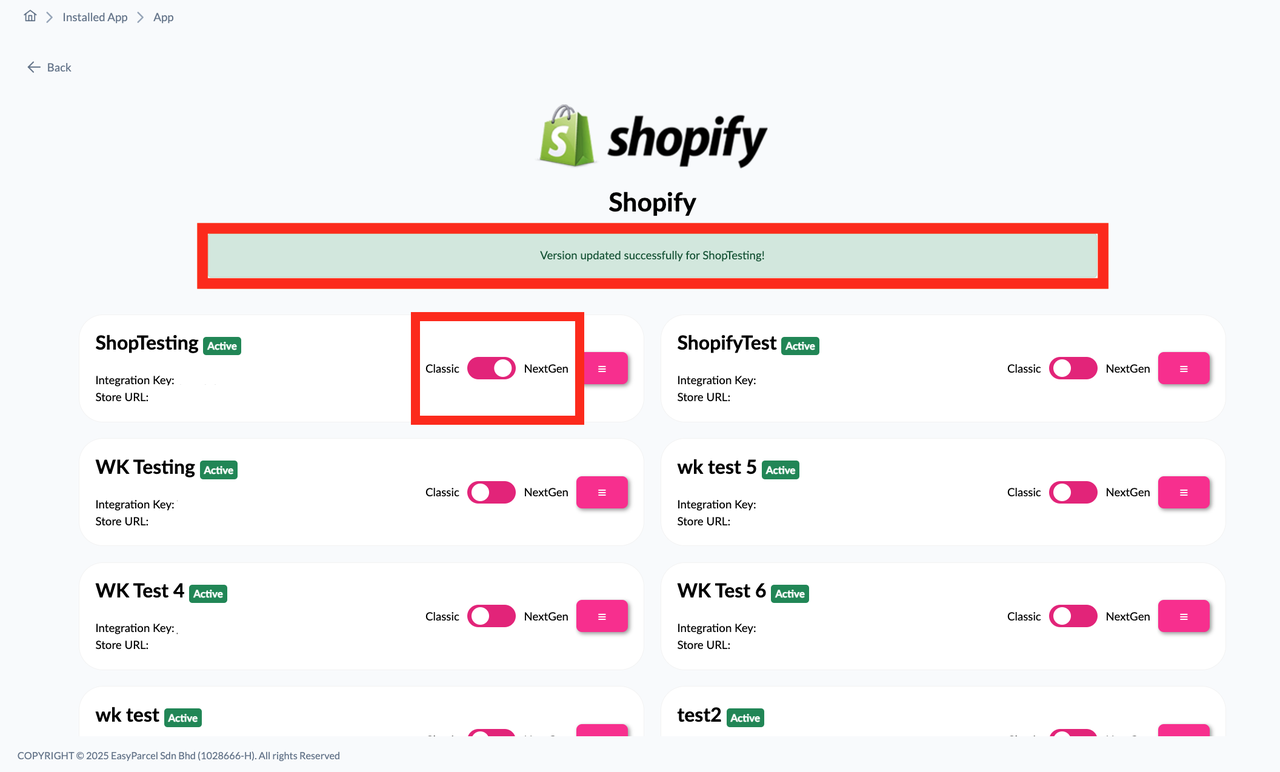 Installed App
App
Back
shopify
Shopify
Version updated successfully for ShopTesting!
ShopTesting Active
Classic
NextGen
Integration Key:
Store URL:
ShopifyTest Active
Classic
NextGen
Integration Key:
Store URL:
WK Testing Active
Classic
NextGen
Integration Key:
Store URL:
wk test 5 Active
Classic
NextGen
Integration Key:
Store URL:
WK Test 4 Active
Classic
NextGen
Integration Key:
Store URL:
WK Test 6 Active
Classic
NextGen
Integration Key:
Store URL:
wk test Active
test2 Active
COPYRIGHT © 2025 EasyParcel Sdn Bhd (1028666-H). All rights Reserved